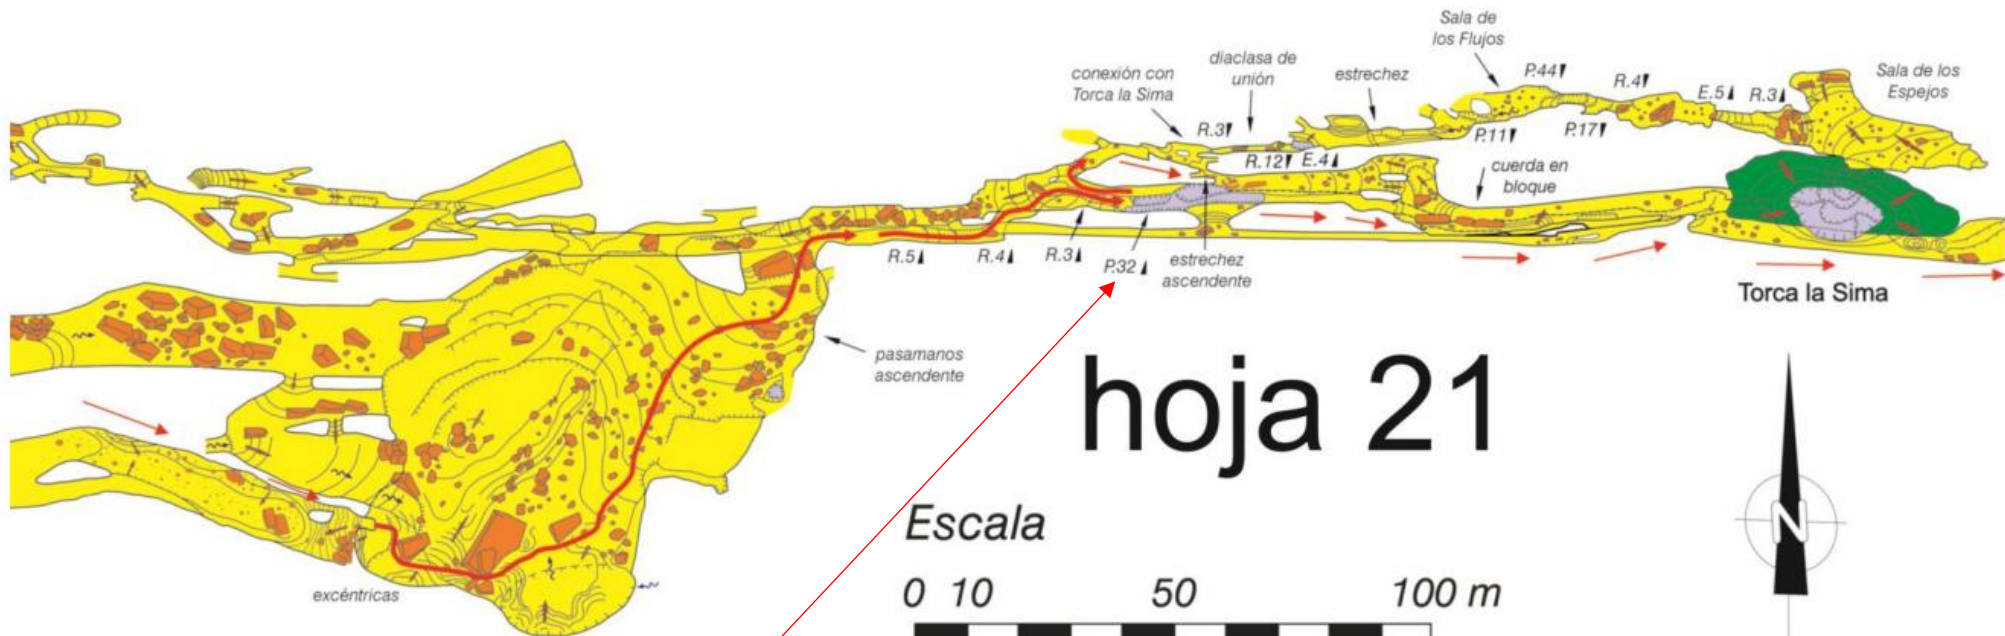 Sala de
los Flujos
diaclasa de
unión
conexión con
Torca la Sima
estrechez
P.44
R.4
E.5
R.3
Sala de los
Espejos
R.3
P.11
P.17
R.12
E.4
cuerda en
bloque
R.5
R.4
R.3
P.32
estrechez
ascendente
Torca la Sima
pasamanos
ascendente
hoja 21
Escala
0 10 50 100 m
N
excéntricas